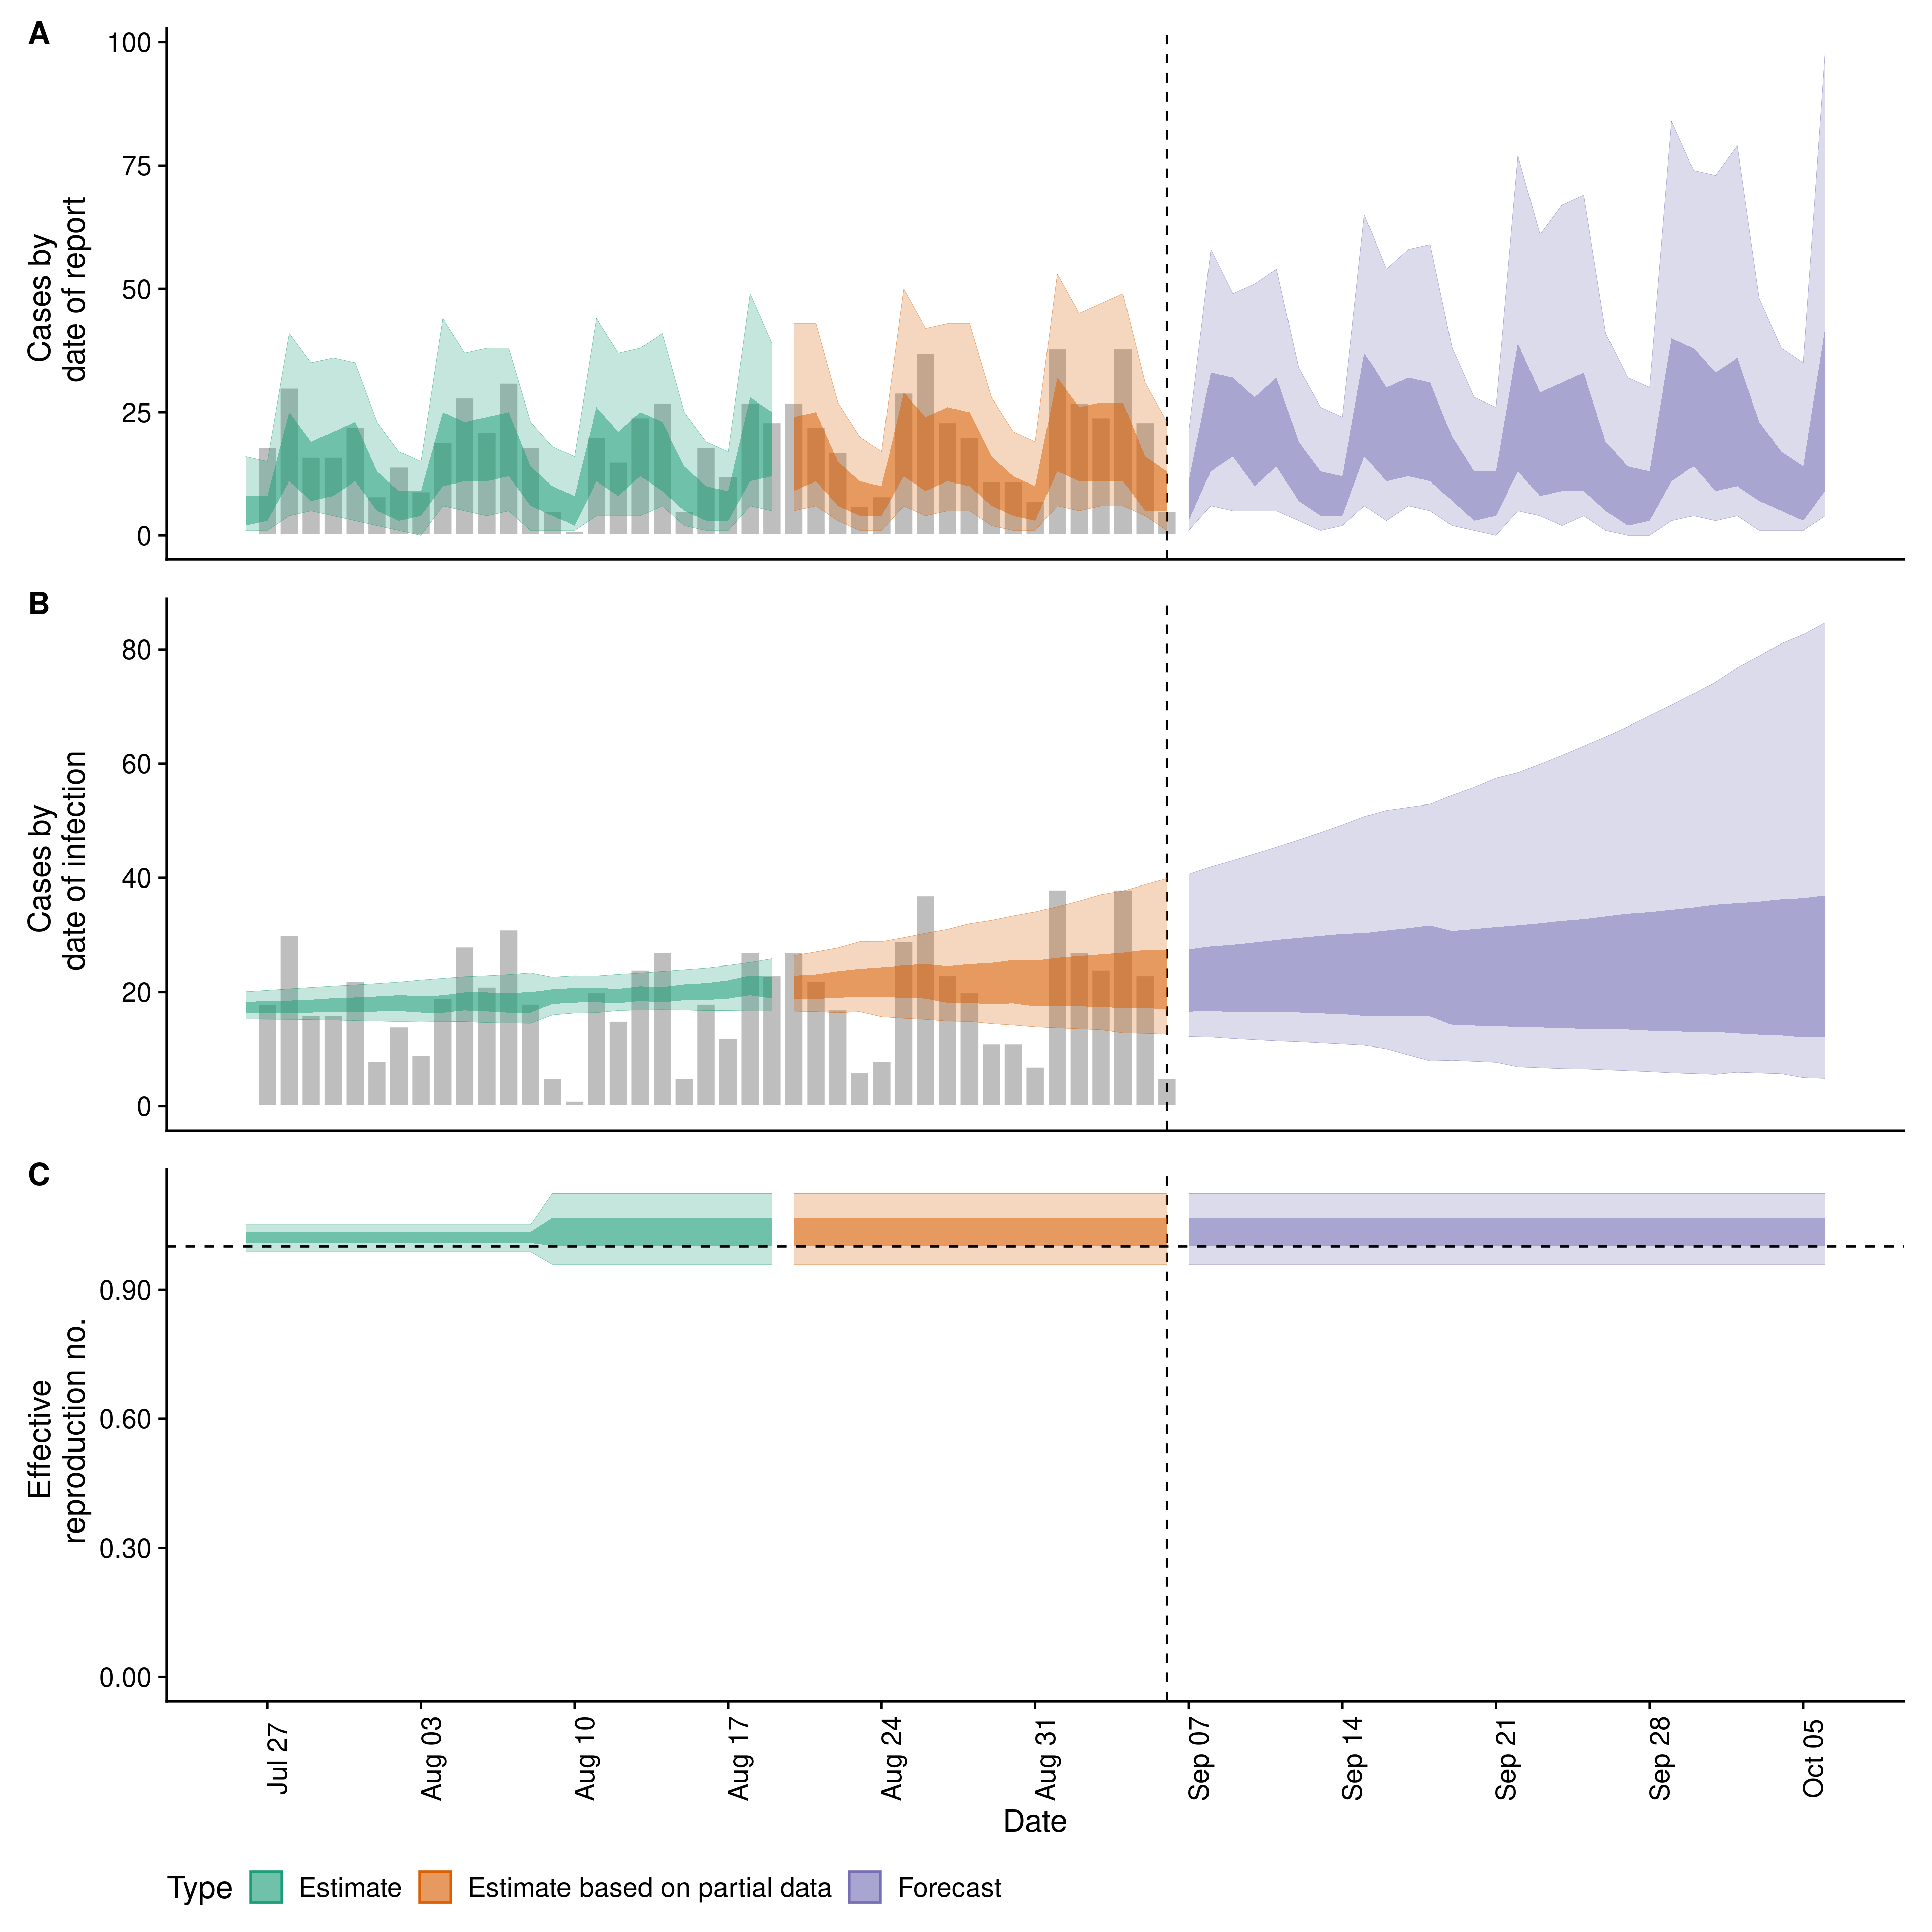 A
100
75
50
25
0
Cases by
date of report
B
80
60
40
20
0
Cases by
date of infection
C
0.90
0.60
0.30
0.00
Effective
reproduction no.
Jul 27
Aug 03
Aug 10
Aug 17
Aug 24
Aug 31
Sep 07
Sep 14
Sep 21
Sep 28
Oct 05
Date
Type Estimate Estimate based on partial data Forecast